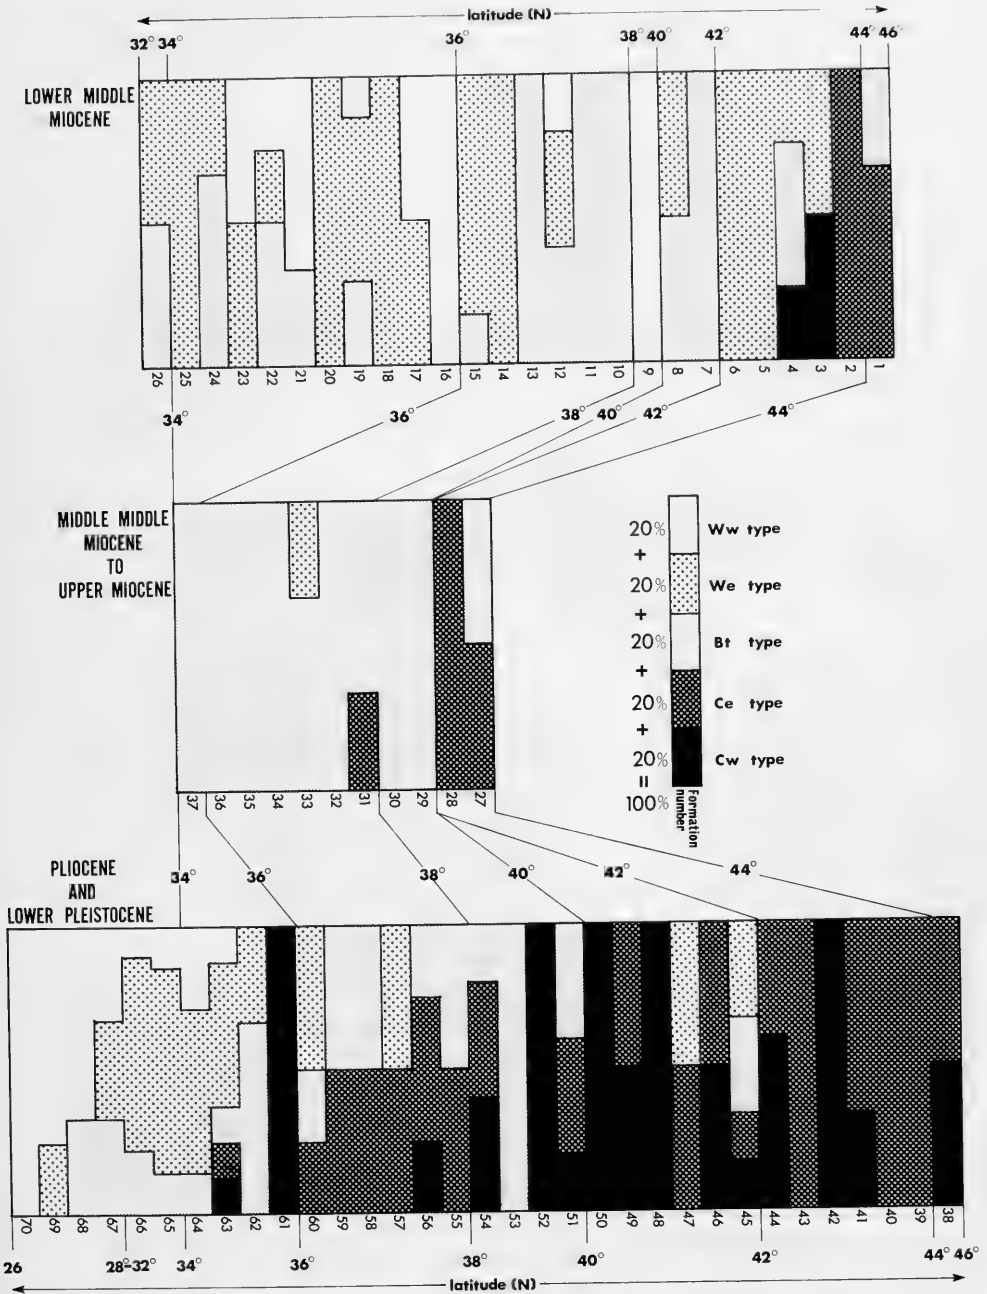 latitude (N)
32° 34° 36° 38° 40° 42° 44° 46°
LOWER MIDDLE
MIOCENE
26 25 24 23 22 21 20 19 18 17 16 15 14 13 12 11 10 9 8 7 6 5 4 3 2 1
34° 36° 38° 40° 42° 44°
MIDDLE MIDDLE
MIOCENE
TO
UPPER MIOCENE
20% Ww type
+
20% We type
+
20% Bt type
+
20% Ce type
+
20% Cw type
=
100%
Formation
number
37 36 35 34 33 32 31 30 29 28 27
34° 36° 38° 40° 42° 44°
PLIOCENE
AND
LOWER PLEISTOCENE
70 69 68 67 66 65 64 63 62 61 60 59 58 57 56 55 54 53 52 51 50 49 48 47 46 45 44 43 42 41 40 39 38
26 28°-32° 34° 36° 38° 40° 42° 44° 46°
latitude (N)